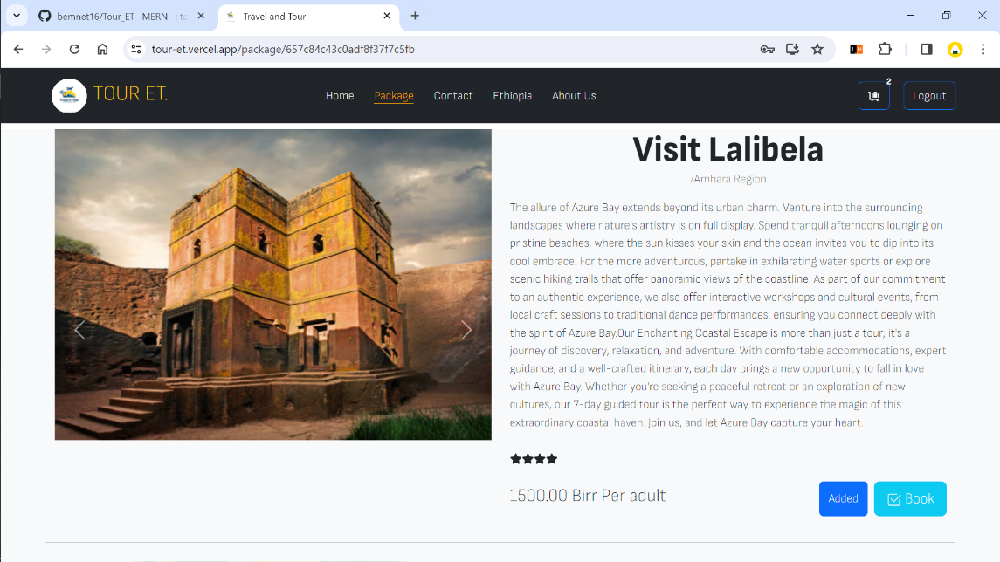 bemnet16/Tour_ET--MERN--: to
Travel and Tour
tour-et.vercel.app/package/657c84c43c0adf8f37f7c5fb
TOUR ET.
Home
Package
Contact
Ethiopia
About Us
2
Logout
Visit Lalibela
/Amhara Region
The allure of Azure Bay extends beyond its urban charm. Venture into the surrounding
landscapes where nature's artistry is on full display. Spend tranquil afternoons lounging on
pristine beaches, where the sun kisses your skin and the ocean invites you to dip into its
cool embrace. For the more adventurous, partake in exhilarating water sports or explore
scenic hiking trails that offer panoramic views of the coastline. As part of our commitment
to an authentic experience, we also offer interactive workshops and cultural events, from
local craft sessions to traditional dance performances, ensuring you connect deeply with
the spirit of Azure Bay.Our Enchanting Coastal Escape is more than just a tour; it's a
journey of discovery, relaxation, and adventure. With comfortable accommodations, expert
guidance, and a well-crafted itinerary, each day brings a new opportunity to fall in love
with Azure Bay. Whether you're seeking a peaceful retreat or an exploration of new
cultures, our 7-day guided tour is the perfect way to experience the magic of this
extraordinary coastal haven. Join us, and let Azure Bay capture your heart.
1500.00 Birr Per adult
Added
Book